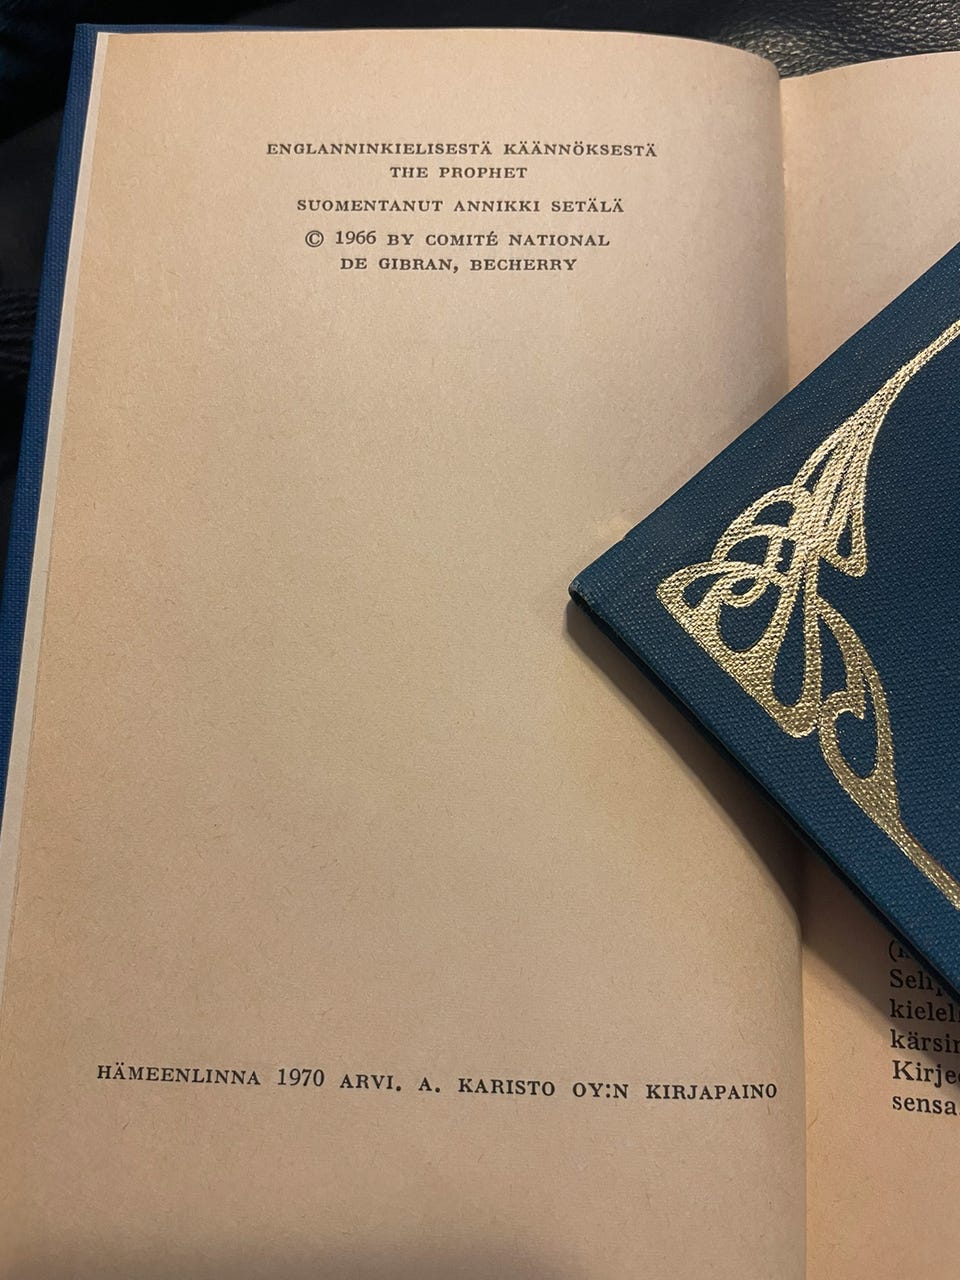 ENGLANNINKIELISESTÄ KÄÄNNÖKSESTÄ
THE PROPHET
SUOMENTANUT ANNIKKI SETÄLÄ
© 1966 BY COMITÉ NATIONAL
DE GIBRAN, BECHERRY
HÄMEENLINNA 1970 ARVI. A. KARISTO OY:N KIRJAPAINO
sensa